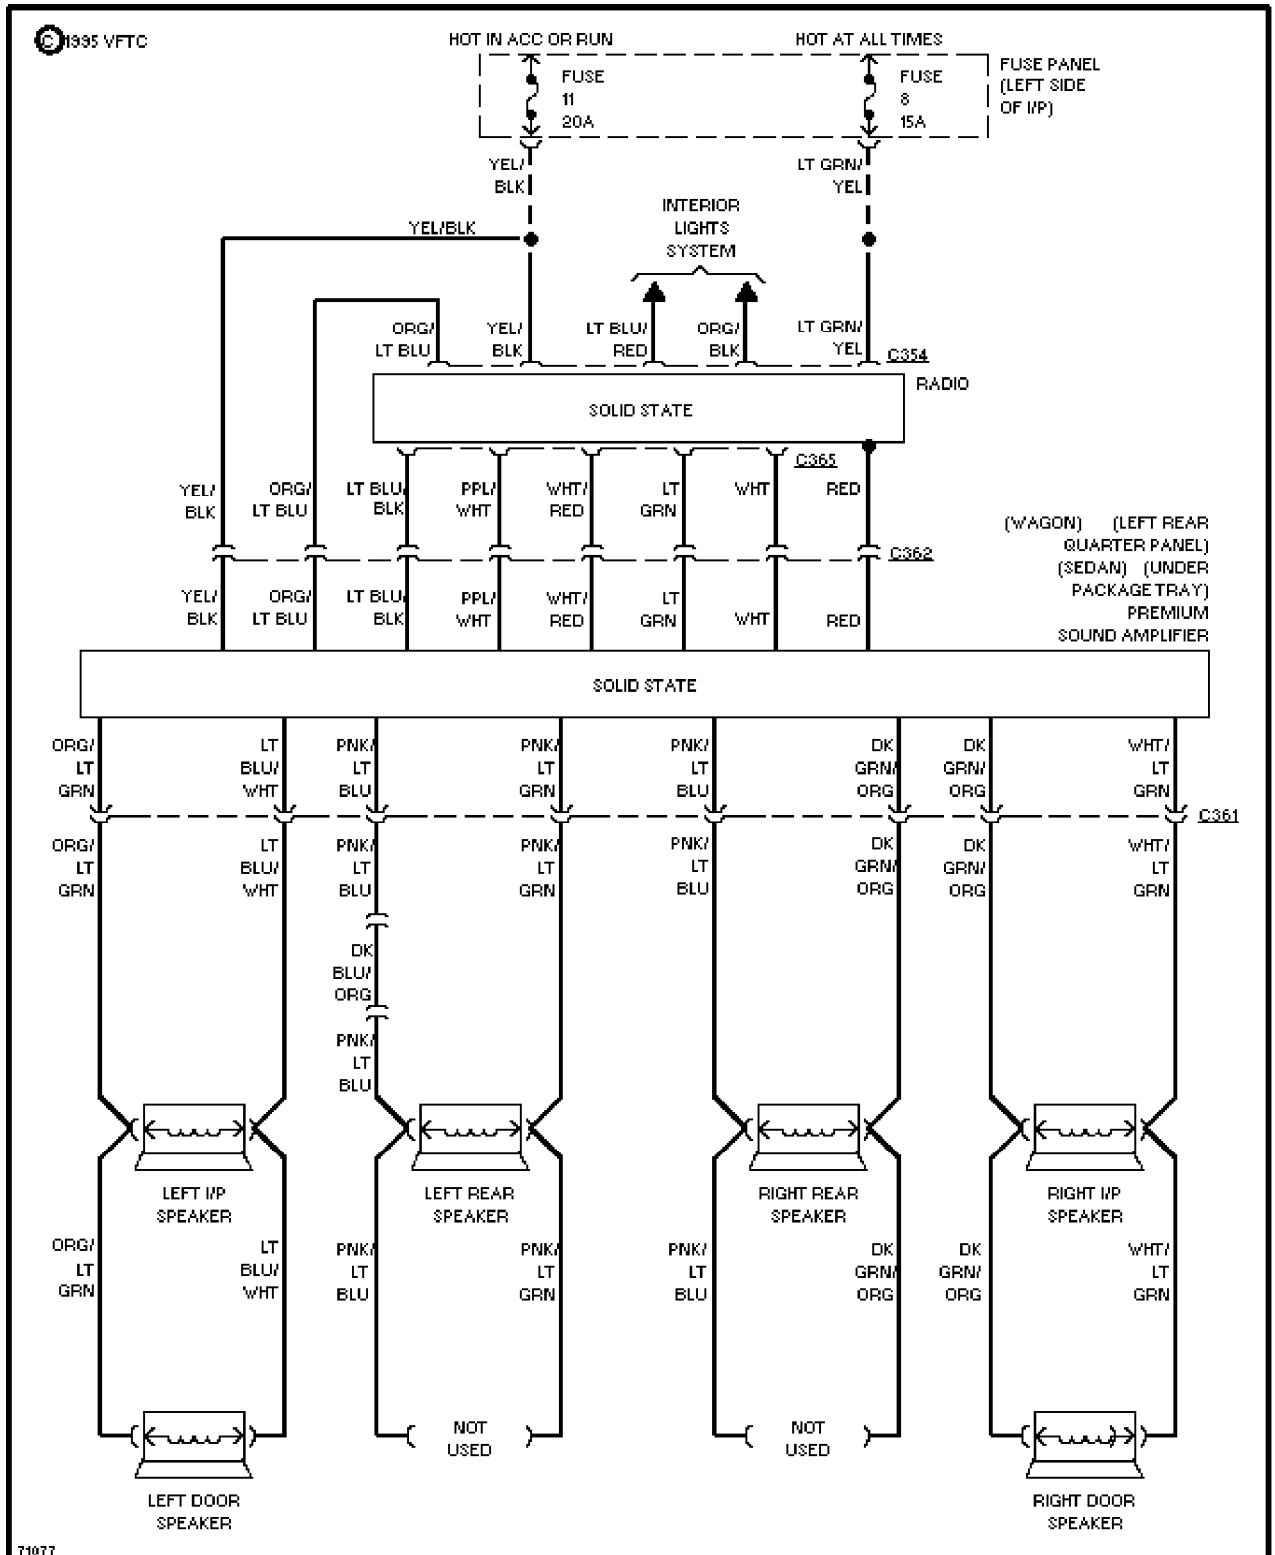 © 1995 VFTC
HOT IN ACC OR RUN
HOT AT ALL TIMES
FUSE
11
20A
FUSE
8
15A
FUSE PANEL
(LEFT SIDE
OF I/P)
YEL/
BLK
LT GRN/
YEL
YEL/BLK
INTERIOR
LIGHTS
SYSTEM
ORG/
LT BLU
YEL/
BLK
LT BLU/
RED
ORG/
BLK
LT GRN/
YEL
C354
RADIO
SOLID STATE
C365
YEL/
BLK
ORG/
LT BLU
LT BLU/
BLK
PPL/
WHT
WHT/
RED
LT
GRN
WHT
RED
C362
(WAGON) (LEFT REAR
QUARTER PANEL)
(SEDAN) (UNDER
PACKAGE TRAY)
PREMIUM
SOUND AMPLIFIER
YEL/
BLK
ORG/
LT BLU
LT BLU/
BLK
PPL/
WHT
WHT/
RED
LT
GRN
WHT
RED
SOLID STATE
ORG/
LT
GRN
LT
BLU/
WHT
PNK/
LT
BLU
PNK/
LT
GRN
PNK/
LT
BLU
DK
GRN/
ORG
DK
GRN/
ORG
WHT/
LT
GRN
C361
ORG/
LT
GRN
LT
BLU/
WHT
PNK/
LT
BLU
PNK/
LT
GRN
PNK/
LT
BLU
DK
GRN/
ORG
DK
GRN/
ORG
WHT/
LT
GRN
DK
BLU/
ORG
PNK/
LT
BLU
LEFT I/P
SPEAKER
LEFT REAR
SPEAKER
RIGHT REAR
SPEAKER
RIGHT I/P
SPEAKER
ORG/
LT
GRN
LT
BLU/
WHT
PNK/
LT
BLU
PNK/
LT
GRN
PNK/
LT
BLU
DK
GRN/
ORG
DK
GRN/
ORG
WHT/
LT
GRN
NOT
USED
NOT
USED
LEFT DOOR
SPEAKER
RIGHT DOOR
SPEAKER
71077